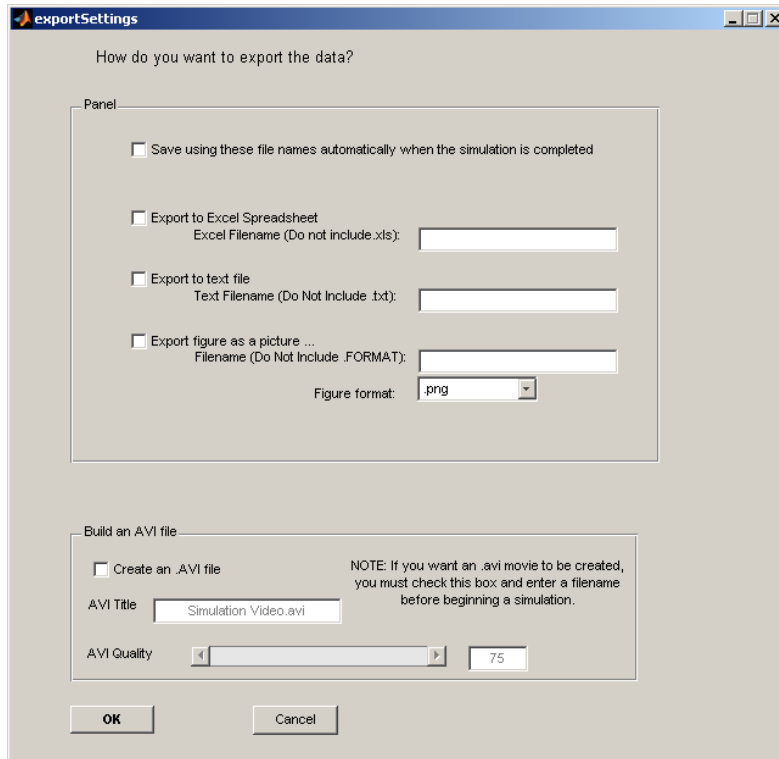 exportSettings
How do you want to export the data?
Panel
Save using these file names automatically when the simulation is completed
Export to Excel Spreadsheet
Excel Filename (Do not include.xls):
Export to text file
Text Filename (Do Not Include .txt):
Export figure as a picture ...
Filename (Do Not Include .FORMAT):
Figure format:
.png
Build an AVI file
Create an .AVI file
NOTE: If you want an .avi movie to be created,
you must check this box and enter a filename
before beginning a simulation.
AVI Title
Simulation Video.avi
AVI Quality
75
OK
Cancel